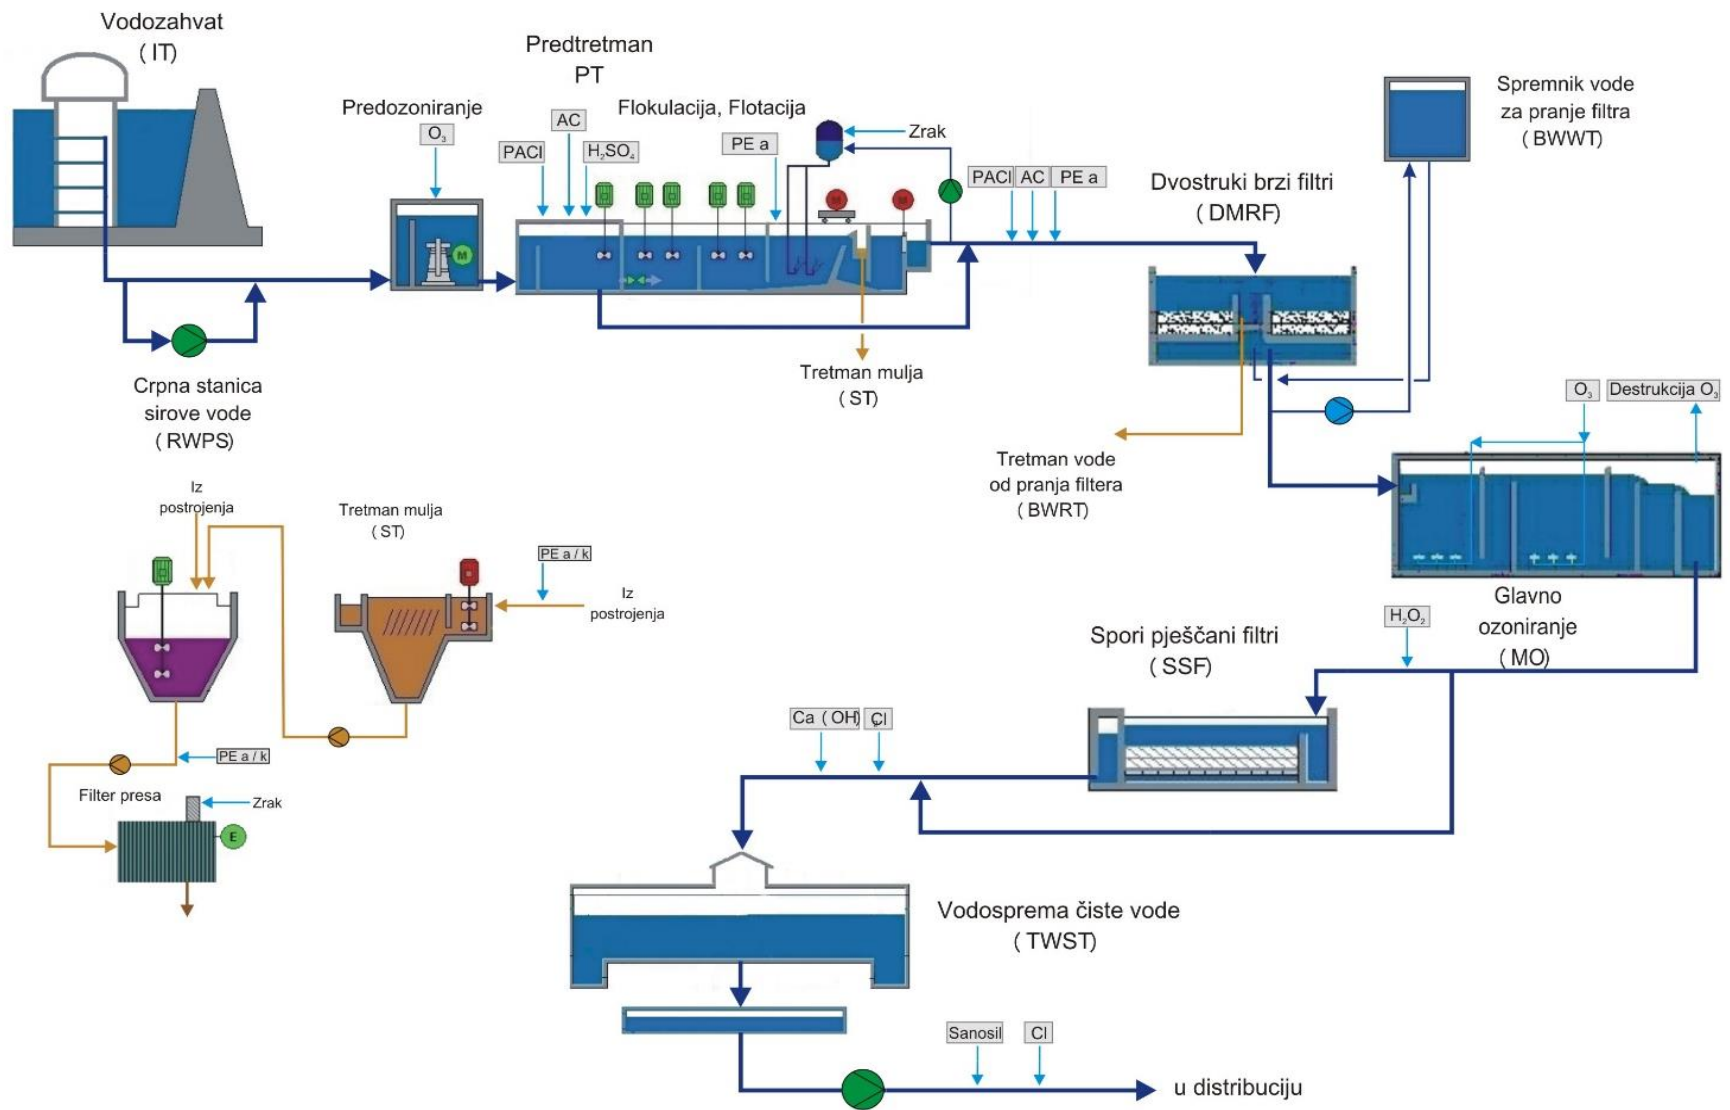 Vodozahvat
( IT)
Predtretman
PT
Predozoniranje
O₃
Flokulacija, Flotacija
AC
PACl
H₂SO₄
PE a
Zrak
M
M
M
PACl
AC
PE a
Dvostruki brzi filtri
( DMRF)
Spremnik vode
za pranje filtra
( BWWT)
Crpna stanica
sirove vode
( RWPS)
Tretman mulja
( ST)
Tretman vode
od pranja filtera
( BWRT)
O₃
Destrukcija O₃
Glavno
ozoniranje
( MO)
H₂O₂
Spori pješčani filtri
( SSF)
Ca ( OH)
Cl
Iz
postrojenja
Tretman mulja
( ST)
PE a / k
Iz
postrojenja
PE a / k
Filter presa
Zrak
E
Vodosprema čiste vode
( TWST)
Sanosil
Cl
u distribuciju